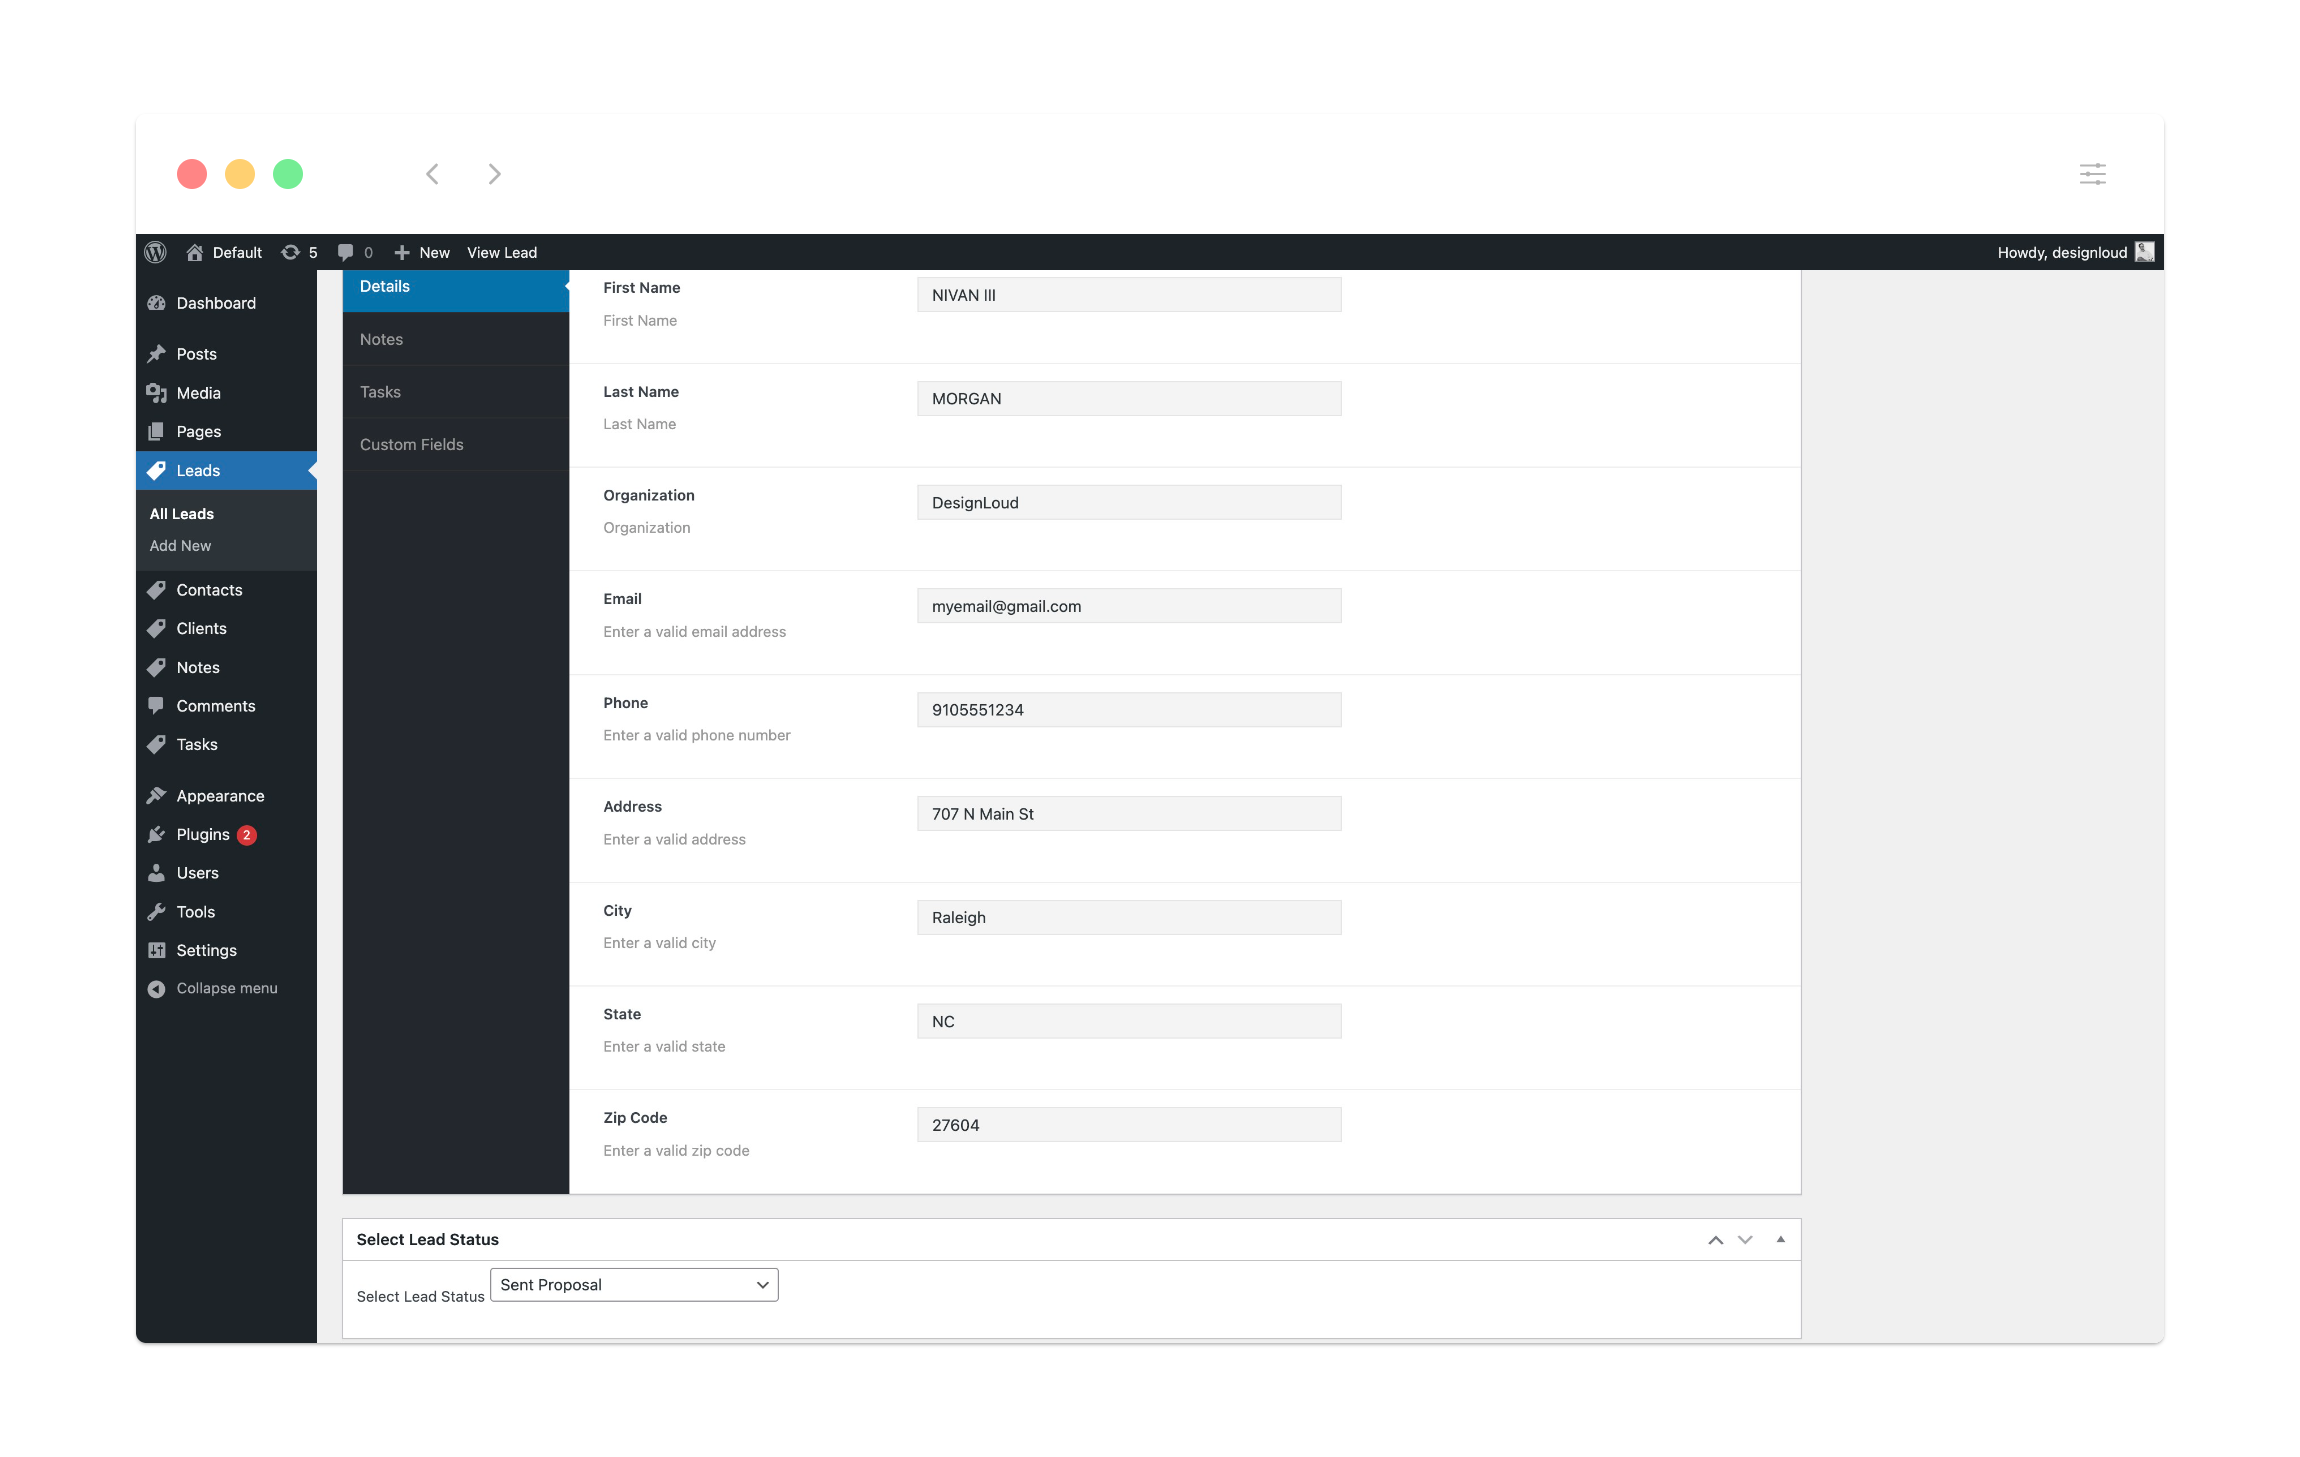 Default 5 0 New View Lead Howdy, designloud
Dashboard
Posts
Media
Pages
Leads
All Leads
Add New
Contacts
Clients
Notes
Comments
Tasks
Appearance
Plugins 2
Users
Tools
Settings
Collapse menu
Details
Notes
Tasks
Custom Fields
First Name NIVAN III
First Name
Last Name MORGAN
Last Name
Organization DesignLoud
Organization
Email myemail@gmail.com
Enter a valid email address
Phone 9105551234
Enter a valid phone number
Address 707 N Main St
Enter a valid address
City Raleigh
Enter a valid city
State NC
Enter a valid state
Zip Code 27604
Enter a valid zip code
Select Lead Status
Select Lead Status Sent Proposal